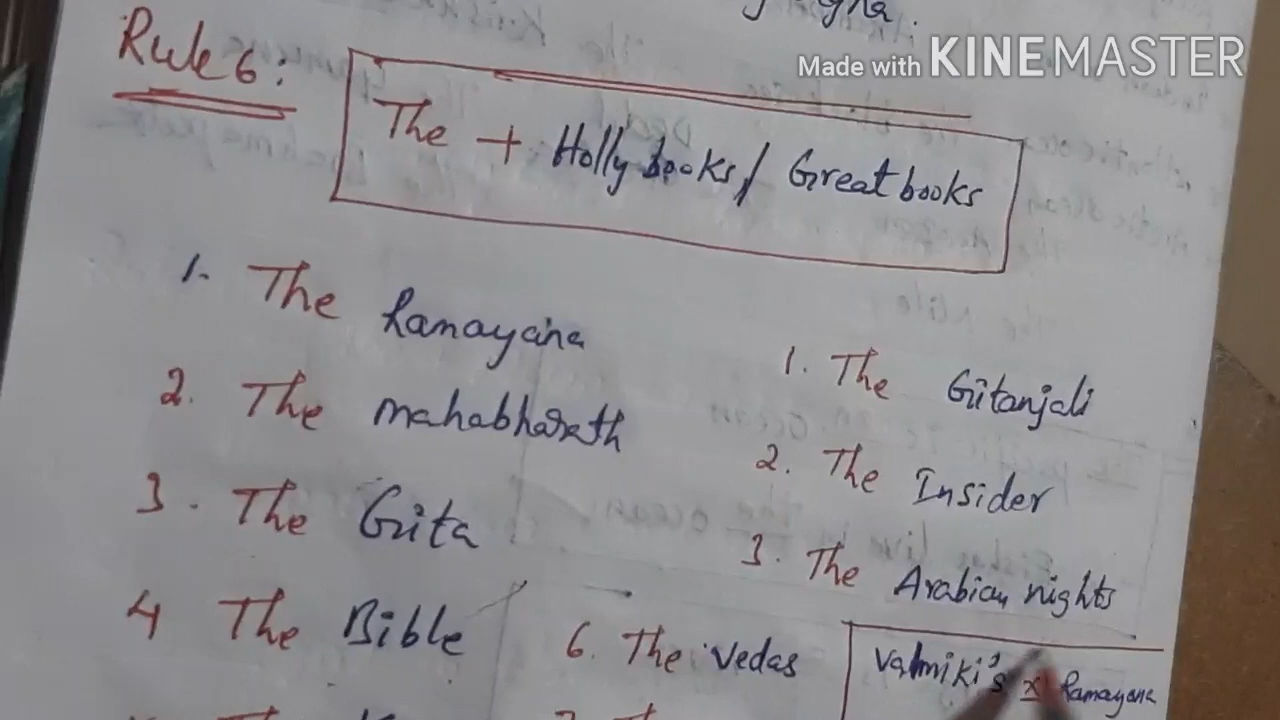 Rule 6:
Made with KINEMASTER
The + Holly books/ Great books
1. The Ramayana
2. The mahabharath
3. The Gita
4 The Bible
1. The Gitanjali
2. The Insider
3. The Arabian nights
6. The Vedas
Valmiki's x Ramayana